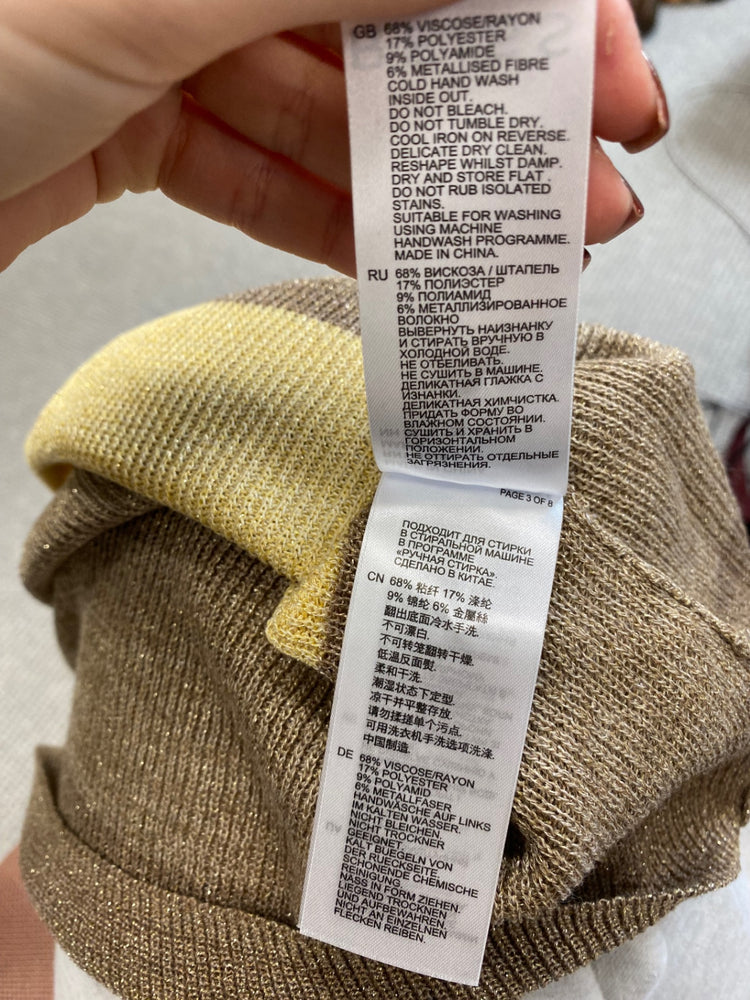 GB 68% VISCOSE/RAYON
17% POLYESTER
9% POLYAMIDE
6% METALLISED FIBRE
COLD HAND WASH
INSIDE OUT.
DO NOT BLEACH.
DO NOT TUMBLE DRY.
COOL IRON ON REVERSE.
DELICATE DRY CLEAN.
RESHAPE WHILST DAMP.
DRY AND STORE FLAT .
DO NOT RUB ISOLATED
STAINS.
SUITABLE FOR WASHING
USING MACHINE
HANDWASH PROGRAMME.
MADE IN CHINA.
RU 68% ВИСКОЗА / ШТАПЕЛЬ
17% ПОЛИЭСТЕР
9% ПОЛИАМИД
6% МЕТАЛЛИЗИРОВАННОЕ
ВОЛОКНО
ВЫВЕРНУТЬ НАИЗНАНКУ
И СТИРАТЬ ВРУЧНУЮ В
ХОЛОДНОЙ ВОДЕ.
НЕ ОТБЕЛИВАТЬ.
НЕ СУШИТЬ В МАШИНЕ.
ДЕЛИКАТНАЯ ГЛАЖКА С
ИЗНАНКИ.
ДЕЛИКАТНАЯ ХИМЧИСТКА.
ПРИДАТЬ ФОРМУ ВО
ВЛАЖНОМ СОСТОЯНИИ.
СУШИТЬ И ХРАНИТЬ В
ГОРИЗОНТАЛЬНОМ
ПОЛОЖЕНИИ.
НЕ ОТТИРАТЬ ОТДЕЛЬНЫЕ
ЗАГРЯЗНЕНИЯ.
PAGE 3 OF 8
ПОДХОДИТ ДЛЯ СТИРКИ
В СТИРАЛЬНОЙ МАШИНЕ
В ПРОГРАММЕ
«РУЧНАЯ СТИРКА».
СДЕЛАНО В КИТАЕ
CN 68% 粘纤 17% 涤纶
9% 锦纶 6% 金屬絲
翻出底面冷水手洗.
不可漂白.
不可转笼翻转干燥.
低温反面熨.
柔和干洗.
潮湿状态下定型.
凉干并平整存放.
请勿揉搓单个污点.
可用洗衣机手洗选项洗涤.
中国制造.
DE 68% VISCOSE/RAYON
17% POLYESTER
9% POLYAMID
6% METALLFASER
HANDWÄSCHE AUF LINKS
IM KALTEN WASSER.
NICHT BLEICHEN.
NICHT TROCKNER
GEEIGNET.
KALT BUEGELN VON
DER RUECKSEITE
SCHONENDE CHEMISCHE
REINIGUNG.
NASS IN FORM ZIEHEN.
LIEGEND TROCKNEN
UND AUFBEWAHREN.
NICHT AN EINZELNEN
FLECKEN REIBEN.